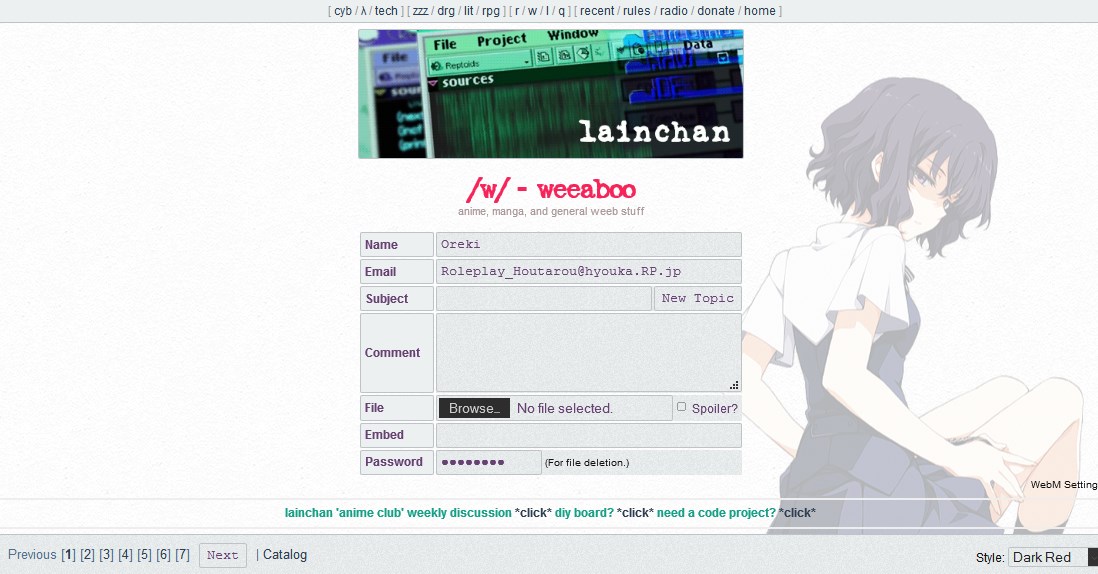 [ cyb / λ / tech ] [ zzz / drg / lit / rpg ] [ r / w / l / q ] [ recent / rules / radio / donate / home ]
File Project Window
Data
File
Reptoids
sources
lainchan
/w/ - weeaboo
anime, manga, and general weeb stuff
Name Oreki
Email Roleplay_Houtarou@hyouka.RP.jp
Subject New Topic
Comment
File Browse… No file selected. Spoiler?
Embed
Password ●●●●●●●● (For file deletion.)
WebM Setting
lainchan 'anime club' weekly discussion *click* diy board? *click* need a code project? *click*
Previous [1] [2] [3] [4] [5] [6] [7] Next | Catalog
Style: Dark Red